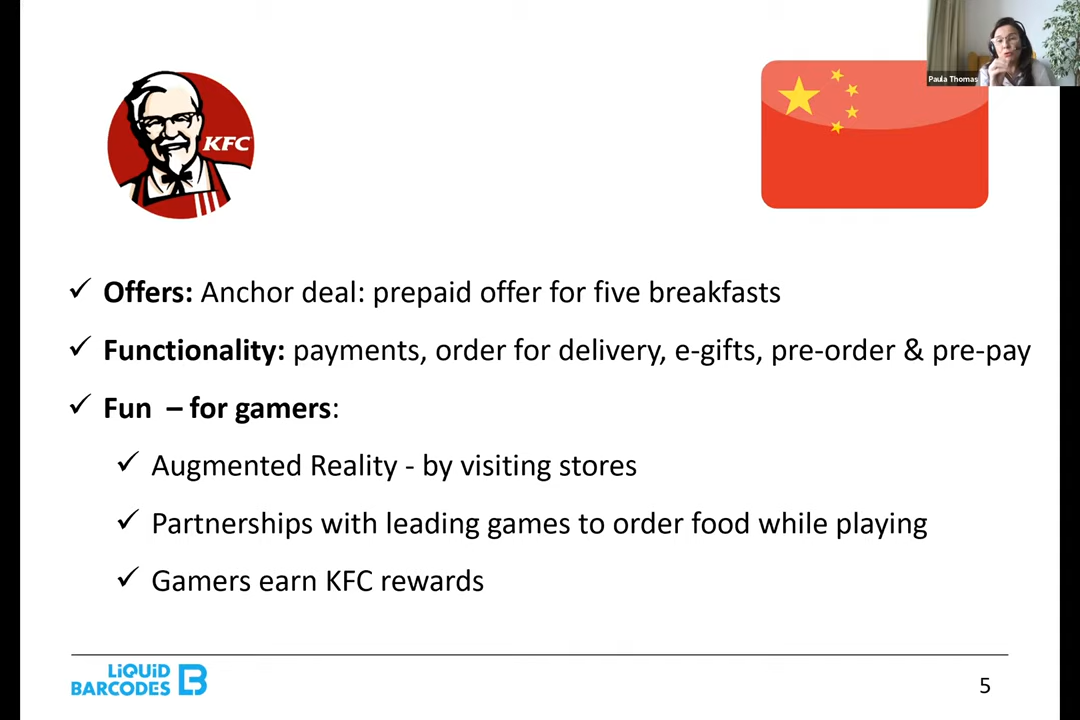 Paula Thomas
KFC
✓ Offers: Anchor deal: prepaid offer for five breakfasts
✓ Functionality: payments, order for delivery, e-gifts, pre-order & pre-pay
✓ Fun – for gamers:
✓ Augmented Reality - by visiting stores
✓ Partnerships with leading games to order food while playing
✓ Gamers earn KFC rewards
LiQUiD
BARCODES
5